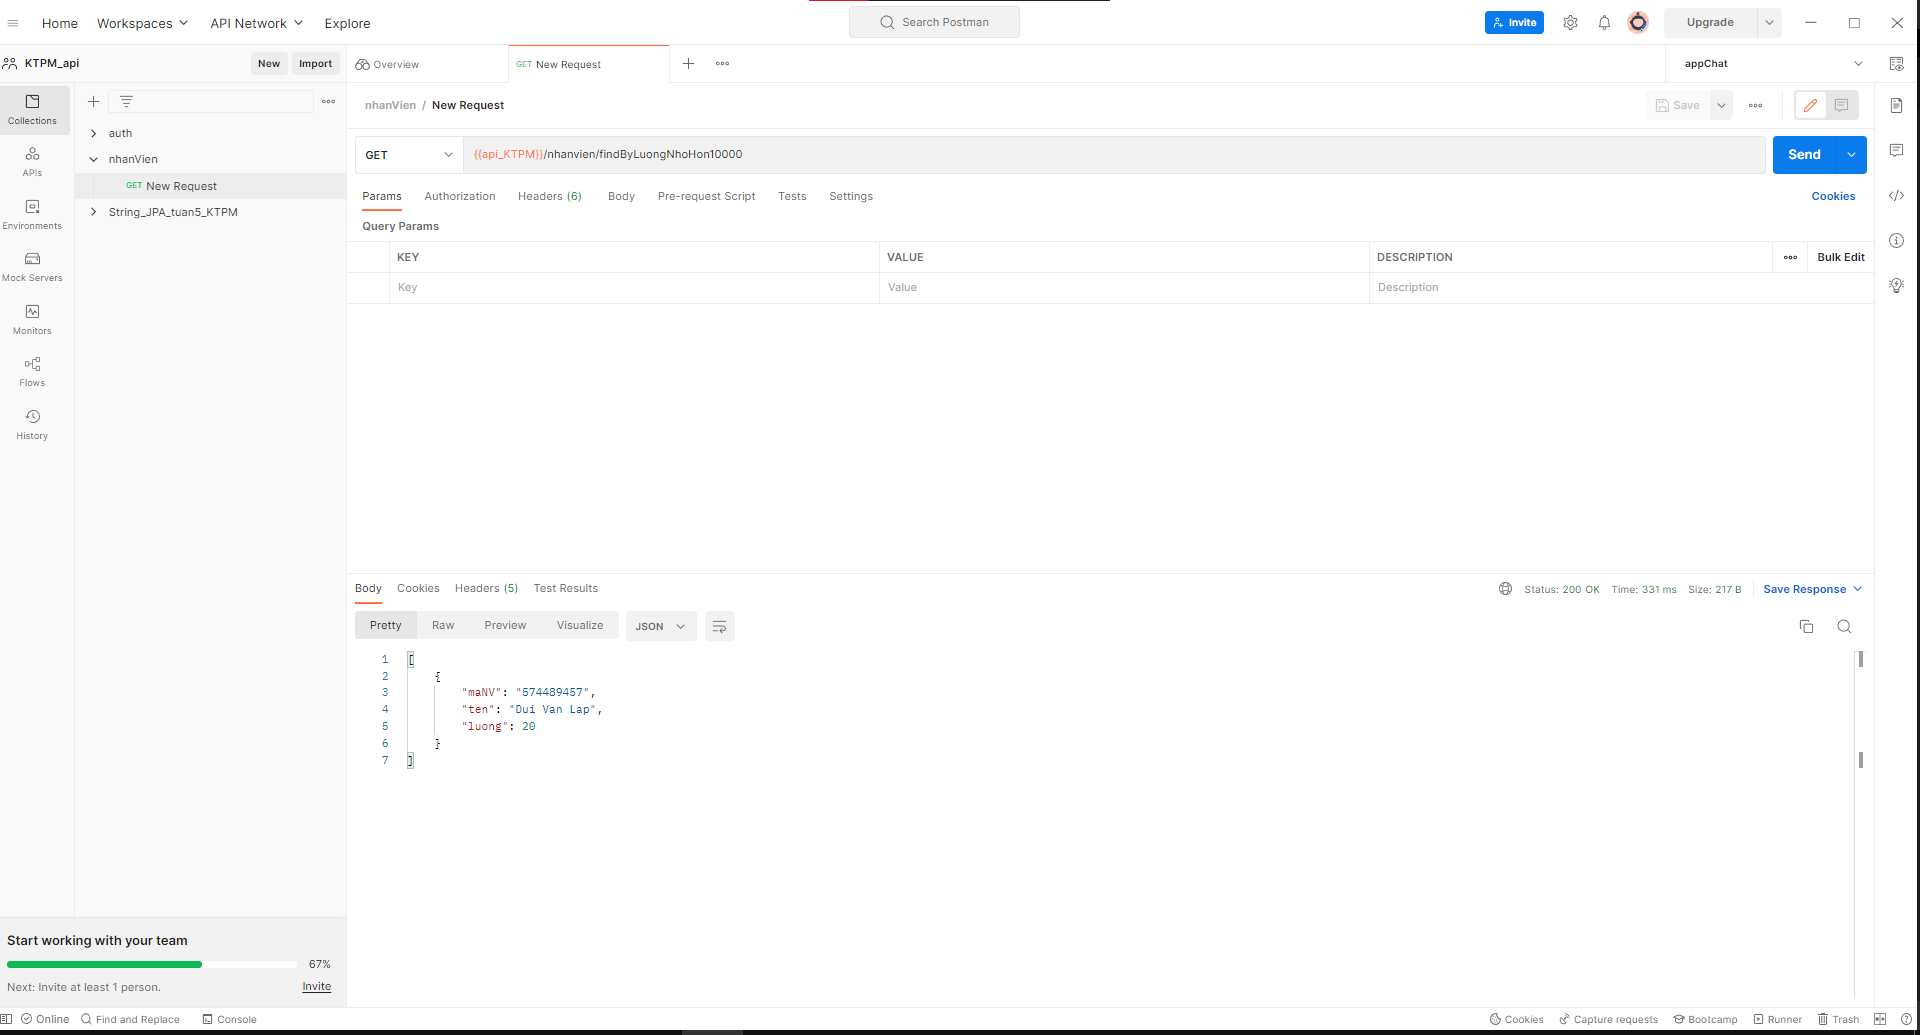 Home Workspaces API Network Explore Search Postman Invite Upgrade
KTPM_api New Import Overview GET New Request appChat
nhanVien / New Request Save
Collections
APIs
Environments
Mock Servers
Monitors
Flows
History
auth
nhanVien
GET New Request
String_JPA_tuan5_KTPM
GET {{api_KTPM}}/nhanvien/findByLuongNhoHon10000 Send
Params Authorization Headers (6) Body Pre-request Script Tests Settings Cookies
Query Params
KEY VALUE DESCRIPTION Bulk Edit
Key Value Description
Body Cookies Headers (5) Test Results Status: 200 OK Time: 331 ms Size: 217 B Save Response
Pretty Raw Preview Visualize JSON
1 [
2 {
3 "maNV": "574489457",
4 "ten": "Dui Van Lap",
5 "luong": 20
6 }
7 ]
Start working with your team
67%
Next: Invite at least 1 person. Invite
Online Find and Replace Console Cookies Capture requests Bootcamp Runner Trash